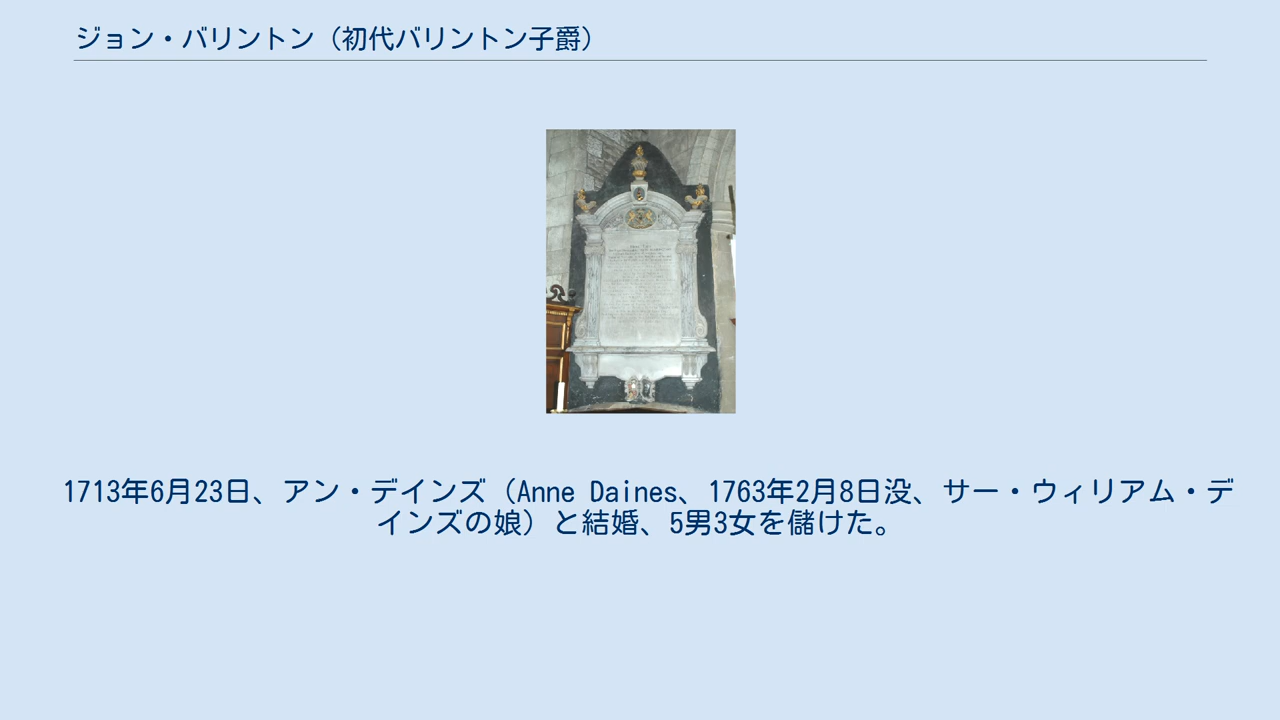 ジョン・バリントン（初代バリントン子爵）
1713年6月23日、アン・デインズ（Anne Daines、1763年2月8日没、サー・ウィリアム・デ
インズの娘）と結婚、5男3女を儲けた。